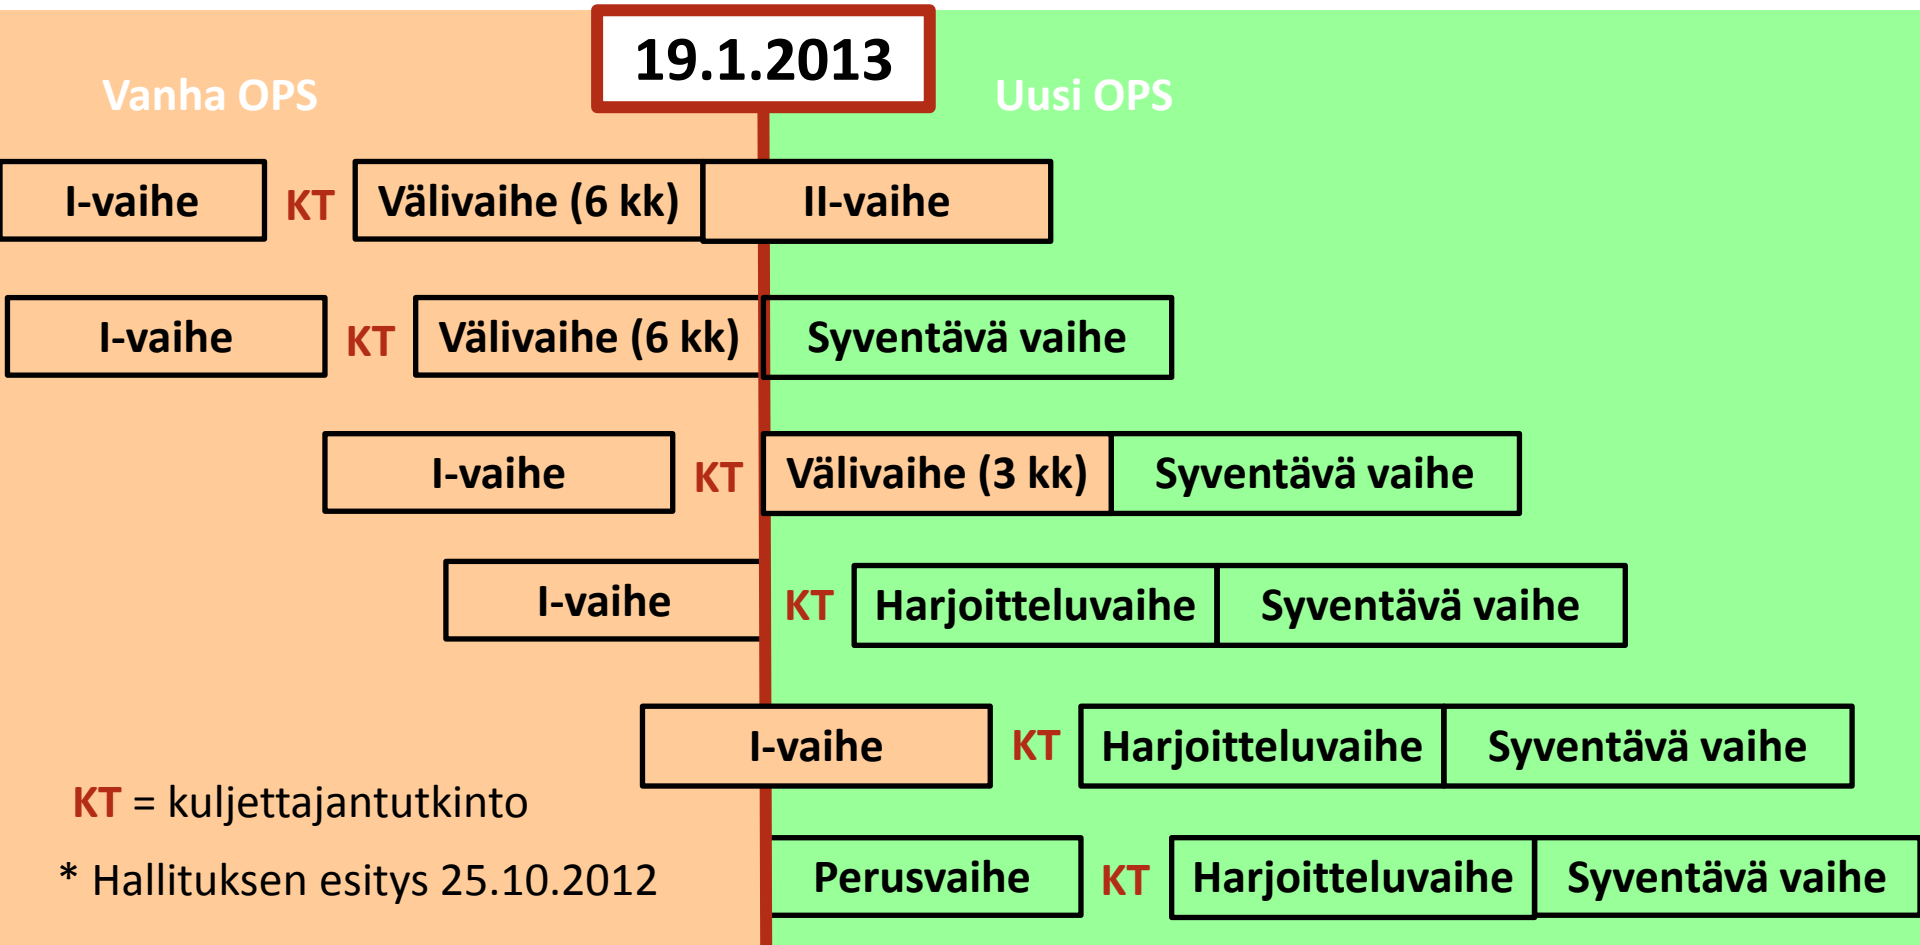 19.1.2013
Vanha OPS
Uusi OPS
I-vaihe KT Välivaihe (6 kk) II-vaihe
I-vaihe KT Välivaihe (6 kk) Syventävä vaihe
I-vaihe KT Välivaihe (3 kk) Syventävä vaihe
I-vaihe KT Harjoitteluvaihe Syventävä vaihe
I-vaihe KT Harjoitteluvaihe Syventävä vaihe
KT = kuljettajantutkinto
Perusvaihe KT Harjoitteluvaihe Syventävä vaihe
* Hallituksen esitys 25.10.2012